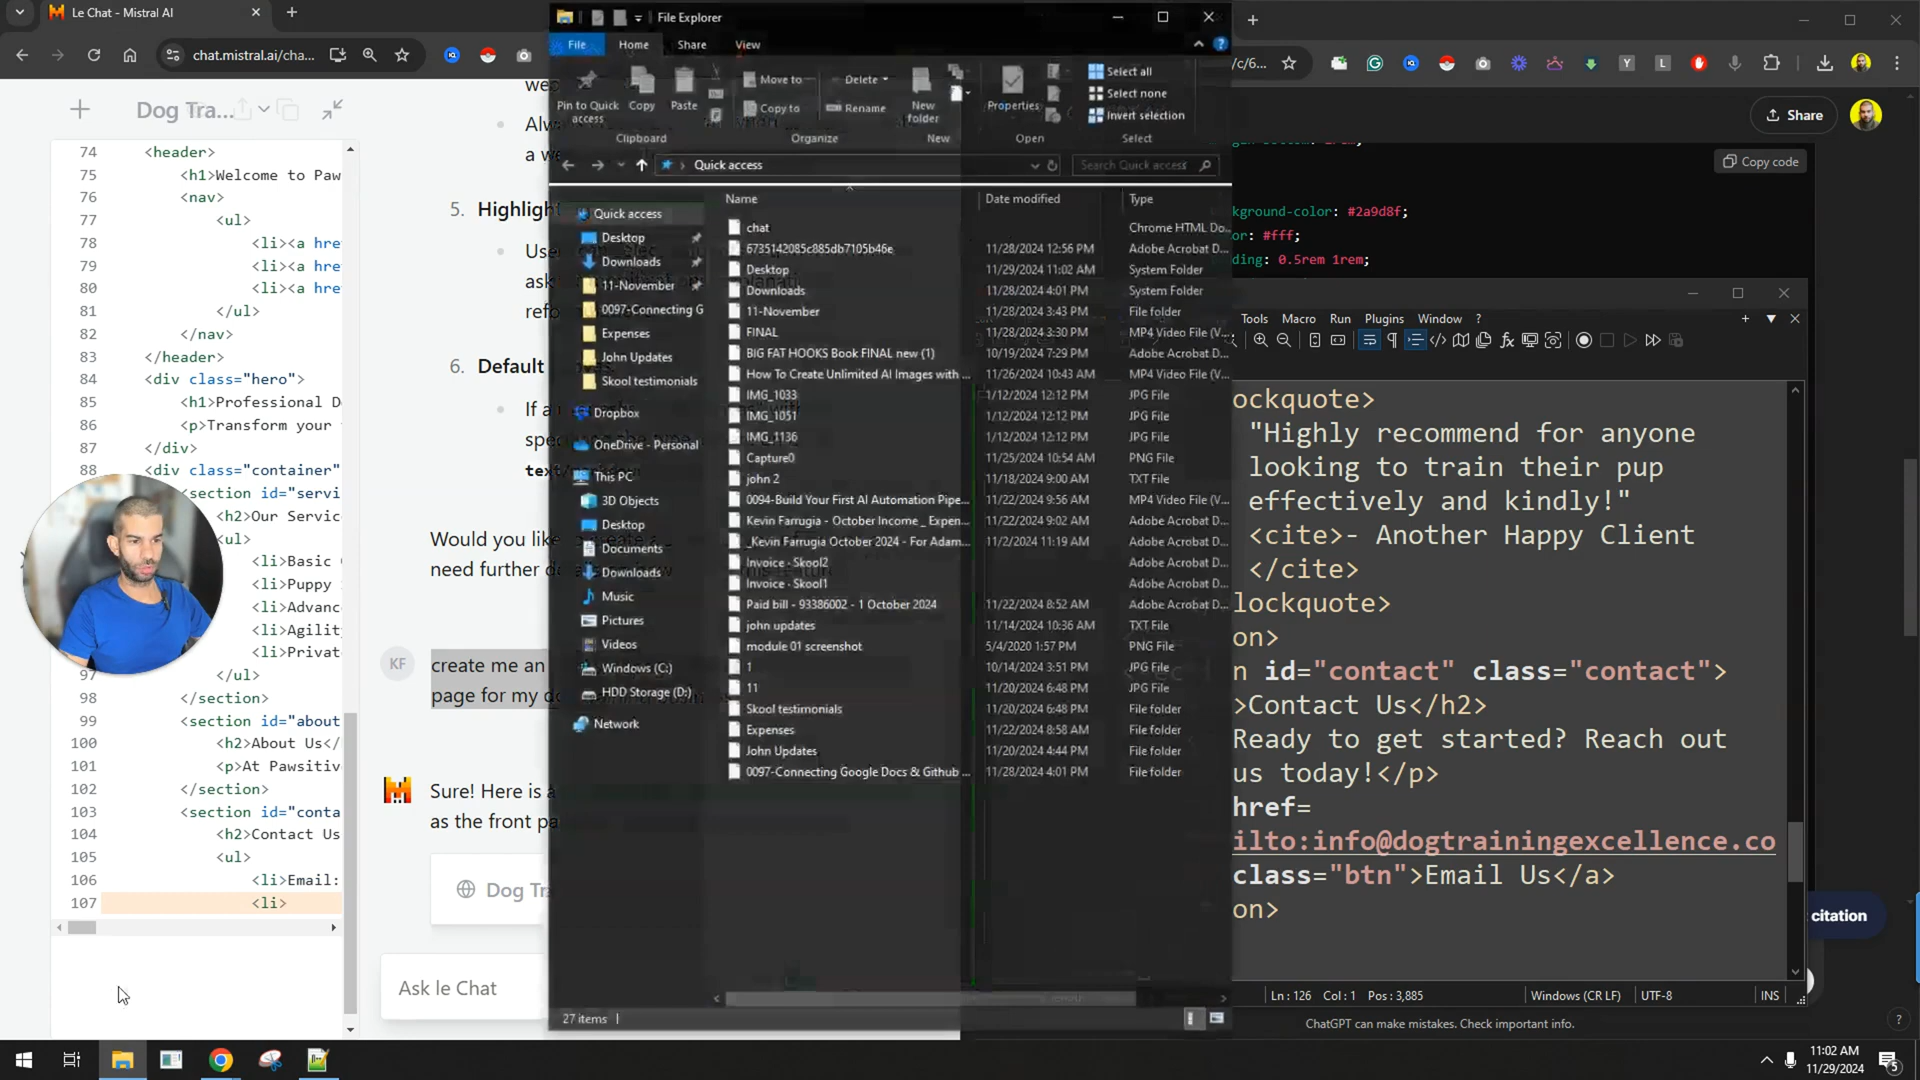 Le Chat - Mistral AI
chat.mistral.ai/cha...
/c/6...
Dog Tra...
74 <header>
75 <h1>Welcome to Paw
76 <nav>
77 <ul>
78 <li><a hre
79 <li><a hre
80 <li><a hre
81 </ul>
82 </nav>
83 </header>
84 <div class="hero">
85 <h1>Professional D
86 <p>Transform your
87 </div>
88 <div class="container"
<section id="servi
<h2>Our Servic
<ul>
<li>Basic
<li>Puppy
<li>Advanc
<li>Agility
<li>Privat
97 </ul>
98 </section>
99 <section id="about
100 <h2>About Us</
101 <p>At Pawsitiv
102 </section>
103 <section id="conta
104 <h2>Contact Us
105 <ul>
106 <li>Email:
107 <li>
we
Alw
a w
5. Highligh
Use
ask
refo
6. Default
If a
spe
text
Would you lik
need further d
KF
create me an
page for my d
Sure! Here is a
as the front pa
Dog Tr
Ask le Chat
File Explorer
File Home Share View
Pin to Quick access
Copy
Paste
Move to
Copy to
Delete
Rename
New folder
Properties
Select all
Select none
Invert selection
Clipboard Organize New Open Select
Quick access
Search Quick access
Name Date modified Type
Quick access
Desktop
Downloads
11-November
0097-Connecting G
Expenses
John Updates
Skool testimonials
Dropbox
OneDrive - Personal
This PC
3D Objects
Desktop
Documents
Downloads
Music
Pictures
Videos
Windows (C:)
HDD Storage (D:)
Network
chat Chrome HTML Do...
6735142085c885db7105b46e 11/28/2024 12:56 PM Adobe Acrobat D...
Desktop 11/29/2024 11:02 AM System Folder
Downloads 11/28/2024 4:01 PM System Folder
11-November 11/28/2024 3:43 PM File folder
FINAL 11/28/2024 3:30 PM MP4 Video File (V...
BIG FAT HOOKS Book FINAL new (1) 10/19/2024 7:29 PM Adobe Acrobat D...
How To Create Unlimited AI Images with ... 11/26/2024 10:43 AM MP4 Video File (V...
IMG_1033 1/12/2024 12:12 PM JPG File
IMG_1051 1/12/2024 12:12 PM JPG File
IMG_1136 1/12/2024 12:12 PM JPG File
Capture0 11/25/2024 10:54 AM PNG File
john 2 11/18/2024 9:00 AM TXT File
0094-Build Your First AI Automation Pipe... 11/22/2024 9:56 AM MP4 Video File (V...
Kevin Farrugia - October Income _ Expen... 11/22/2024 9:02 AM Adobe Acrobat D...
_Kevin Farrugia October 2024 - For Adam... 11/2/2024 11:19 AM Adobe Acrobat D...
Invoice - Skool2 Adobe Acrobat D...
Invoice - Skool1 Adobe Acrobat D...
Paid bill - 93386002 - 1 October 2024 11/22/2024 8:52 AM Adobe Acrobat D...
john updates 11/14/2024 10:36 AM TXT File
module 01 screenshot 5/4/2020 1:57 PM PNG File
1 10/14/2024 3:51 PM JPG File
11 11/20/2024 6:48 PM JPG File
Skool testimonials 11/20/2024 6:48 PM File folder
Expenses 11/22/2024 8:58 AM File folder
John Updates 11/20/2024 4:44 PM File folder
0097-Connecting Google Docs & Github ... 11/28/2024 4:01 PM File folder
27 items
Share
Copy code
kground-color: #2a9d8f;
or: #fff;
ding: 0.5rem 1rem;
Tools Macro Run Plugins Window ?
ockquote>
"Highly recommend for anyone
looking to train their pup
effectively and kindly!"
<cite>- Another Happy Client
</cite>
lockquote>
on>
n id="contact" class="contact">
>Contact Us</h2>
Ready to get started? Reach out
us today!</p>
href=
ilto:info@dogtrainingexcellence.co
class="btn">Email Us</a>
on>
citation
Ln : 126 Col : 1 Pos : 3,885 Windows (CR LF) UTF-8 INS
ChatGPT can make mistakes. Check important info.
?
11:02 AM
11/29/2024
5